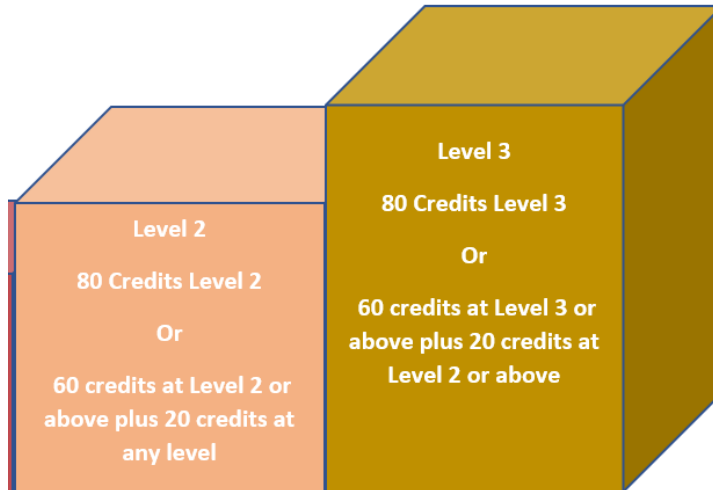 Level 2
80 Credits Level 2
Or
60 credits at Level 2 or
above plus 20 credits at
any level
Level 3
80 Credits Level 3
Or
60 credits at Level 3 or
above plus 20 credits at
Level 2 or above